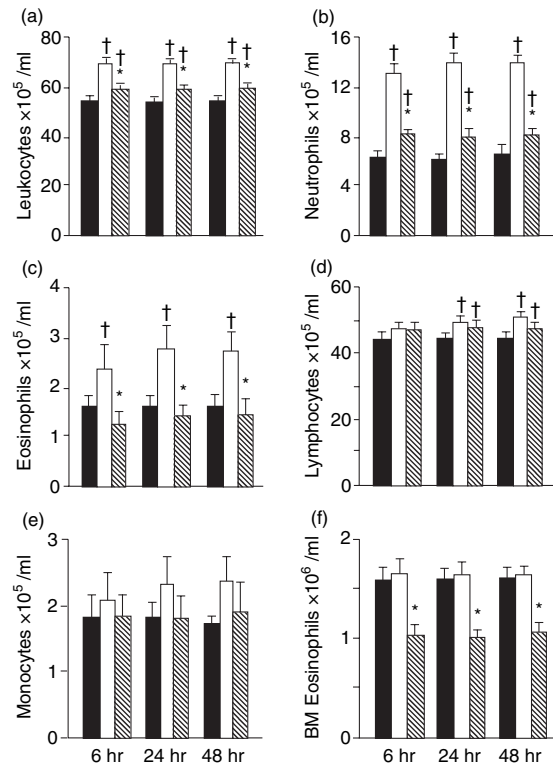 (a)
Leukocytes ×10⁵ /ml
80
60
40
20
0
† † †
† † †
* * *
(b)
Neutrophils ×10⁵ /ml
16
12
8
4
0
† † †
† † †
* * *
(c)
Eosinophils ×10⁵ /ml
4
3
2
1
0
† † †
* * *
(d)
Lymphocytes ×10⁵ /ml
60
40
20
0
† † † †
(e)
Monocytes ×10⁵ /ml
3
2
1
0
6 hr 24 hr 48 hr
(f)
BM Eosinophils ×10⁶ /ml
2
1
0
* * *
6 hr 24 hr 48 hr